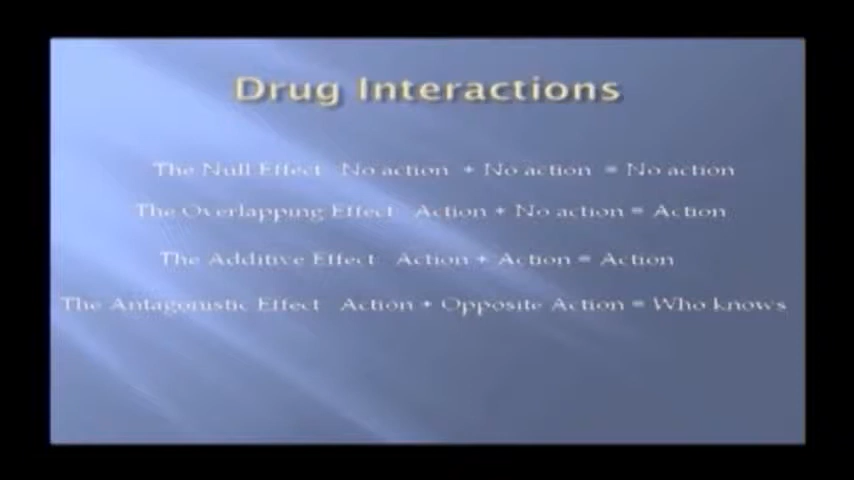 Drug Interactions
The Null Effect No action + No action = No action
The Overlapping Effect Action + No action = Action
The Additive Effect Action + Action = Action
The Antagonistic Effect Action + Opposite Action = Who knows